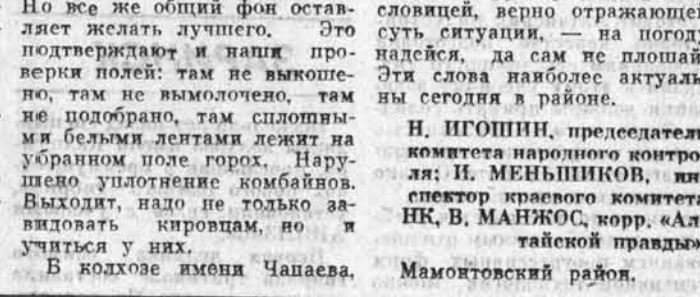 Но все же общий фон остав-
ляет желать лучшего. Это
подтверждают и наши про-
верки полей: там не выкоше-
но, там не вымолочено, там
не подобрано, там сплошны-
ми белыми лентами лежит на
убранном поле горох. Нару-
шено уплотнение комбайнов.
Выходит, надо не только за-
видовать кировцам, но и
учиться у них.
В колхозе имени Чапаева,
словицей, верно отражающей
суть ситуации, — на погоду
надейся, да сам не плошай
Эти слова наиболее актуаль
ны сегодня в районе.
Н. ИГОШИН, председатель
комитета народного контро
ля; И. МЕНЬШИКОВ, ин
спектор краевого комитета
НК, В. МАНЖОС, корр. «Ал
тайской правды»
Мамонтовский район.